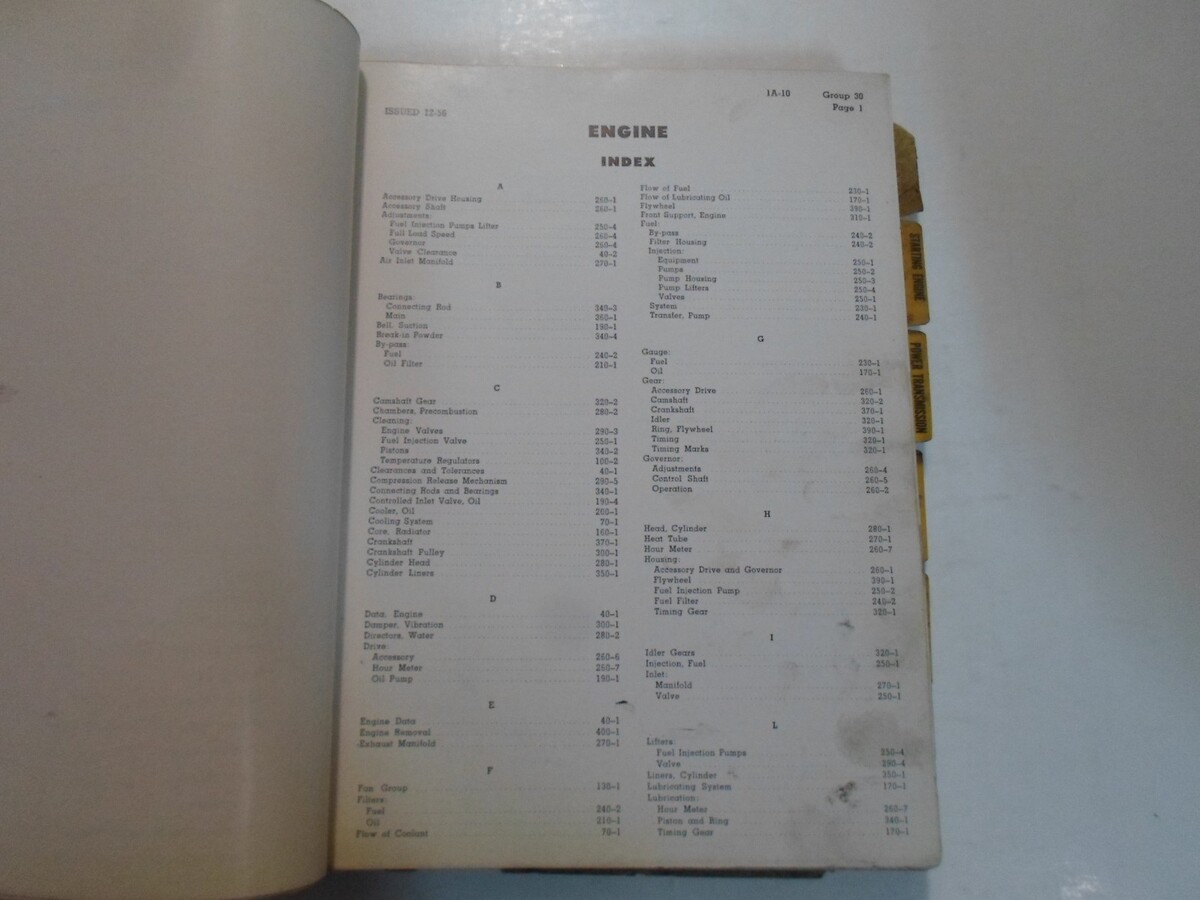 ISSUED 12-58
1A-10 Group 30
Page 1
ENGINE
INDEX
A
Accessory Drive Housing 260-1
Accessory Shaft 260-1
Adjustments:
Fuel Injection Pumps Lifter 250-4
Full Load Speed 260-4
Governor 260-4
Valve Clearance 40-2
Air Inlet Manifold 270-1
B
Bearings:
Connecting Rod 340-3
Main 360-1
Bell, Suction 190-1
Break-in Powder 340-4
By-pass:
Fuel 240-2
Oil Filter 210-1
C
Camshaft Gear 320-2
Chambers, Precombustion 280-2
Cleaning:
Engine Valves 290-3
Fuel Injection Valve 250-1
Pistons 340-2
Temperature Regulators 100-2
Clearances and Tolerances 40-1
Compression Release Mechanism 290-5
Connecting Rods and Bearings 340-1
Controlled Inlet Valve, Oil 190-4
Cooler, Oil 200-1
Cooling System 70-1
Core, Radiator 160-1
Crankshaft 370-1
Crankshaft Pulley 300-1
Cylinder Head 280-1
Cylinder Liners 350-1
D
Data, Engine 40-1
Damper, Vibration 300-1
Directors, Water 280-2
Drive:
Accessory 260-6
Hour Meter 260-7
Oil Pump 190-1
E
Engine Data 40-1
Engine Removal 400-1
Exhaust Manifold 270-1
F
Fan Group 130-1
Filters:
Fuel 240-2
Oil 210-1
Flow of Coolant 70-1
Flow of Fuel 230-1
Flow of Lubricating Oil 170-1
Flywheel 390-1
Front Support, Engine 310-1
Fuel:
By-pass 240-2
Filter Housing 240-2
Injection:
Equipment 250-1
Pumps 250-2
Pump Housing 250-3
Pump Lifters 250-4
Valves 250-1
System 230-1
Transfer, Pump 240-1
G
Gauge:
Fuel 230-1
Oil 170-1
Gear:
Accessory Drive 260-1
Camshaft 320-2
Crankshaft 370-1
Idler 320-1
Ring, Flywheel 390-1
Timing 320-1
Timing Marks 320-1
Governor:
Adjustments 260-4
Control Shaft 260-5
Operation 260-2
H
Head, Cylinder 280-1
Heat Tube 270-1
Hour Meter 260-7
Housing:
Accessory Drive and Governor 260-1
Flywheel 390-1
Fuel Injection Pump 250-2
Fuel Filter 240-2
Timing Gear 320-1
I
Idler Gears 320-1
Injection, Fuel 250-1
Inlet:
Manifold 270-1
Valve 290-1
L
Lifters:
Fuel Injection Pumps 250-4
Valve 290-4
Liners, Cylinder 350-1
Lubricating System 170-1
Lubrication:
Hour Meter 260-7
Piston and Ring 340-1
Timing Gear 170-1
STARTING ENGINE
POWER TRANSMISSION